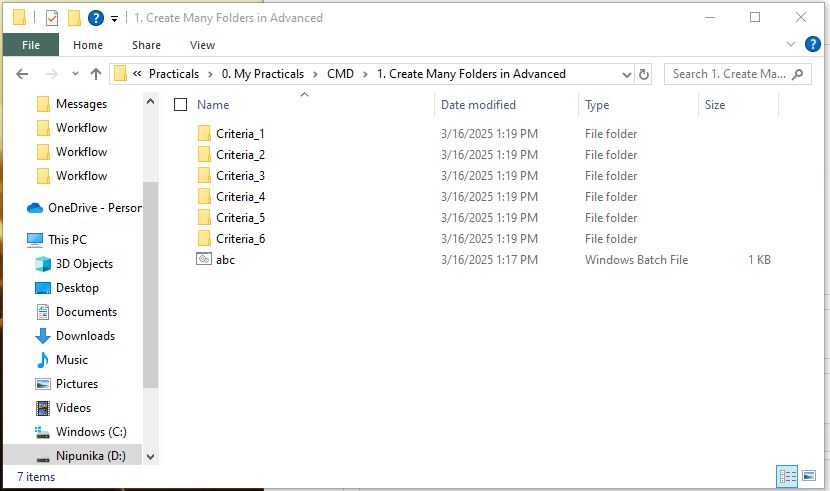 1. Create Many Folders in Advanced
File Home Share View
« Practicals > 0. My Practicals > CMD > 1. Create Many Folders in Advanced Search 1. Create Ma...
Name Date modified Type Size
Messages
Workflow
Workflow
Workflow
OneDrive - Person
This PC
3D Objects
Desktop
Documents
Downloads
Music
Pictures
Videos
Windows (C:)
Nipunika (D:)
Criteria_1 3/16/2025 1:19 PM File folder
Criteria_2 3/16/2025 1:19 PM File folder
Criteria_3 3/16/2025 1:19 PM File folder
Criteria_4 3/16/2025 1:19 PM File folder
Criteria_5 3/16/2025 1:19 PM File folder
Criteria_6 3/16/2025 1:19 PM File folder
abc 3/16/2025 1:17 PM Windows Batch File 1 KB
7 items